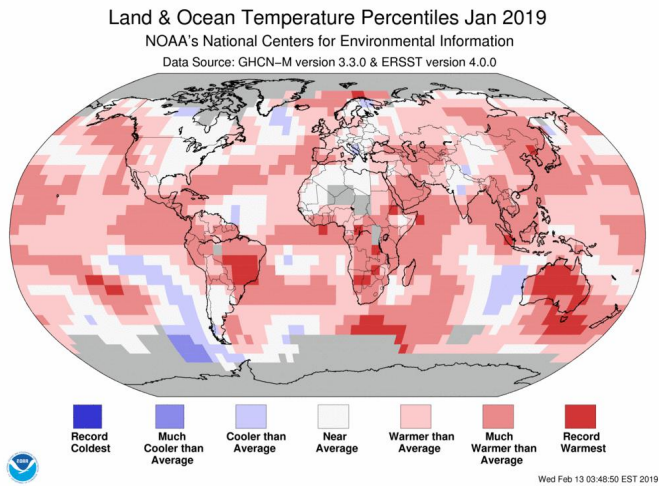 Land & Ocean Temperature Percentiles Jan 2019
NOAA's National Centers for Environmental Information
Data Source: GHCN–M version 3.3.0 & ERSST version 4.0.0
Record
Coldest
Much
Cooler than
Average
Cooler than
Average
Near
Average
Warmer than
Average
Much
Warmer than
Average
Record
Warmest
NOAA
Wed Feb 13 03:48:50 EST 2019